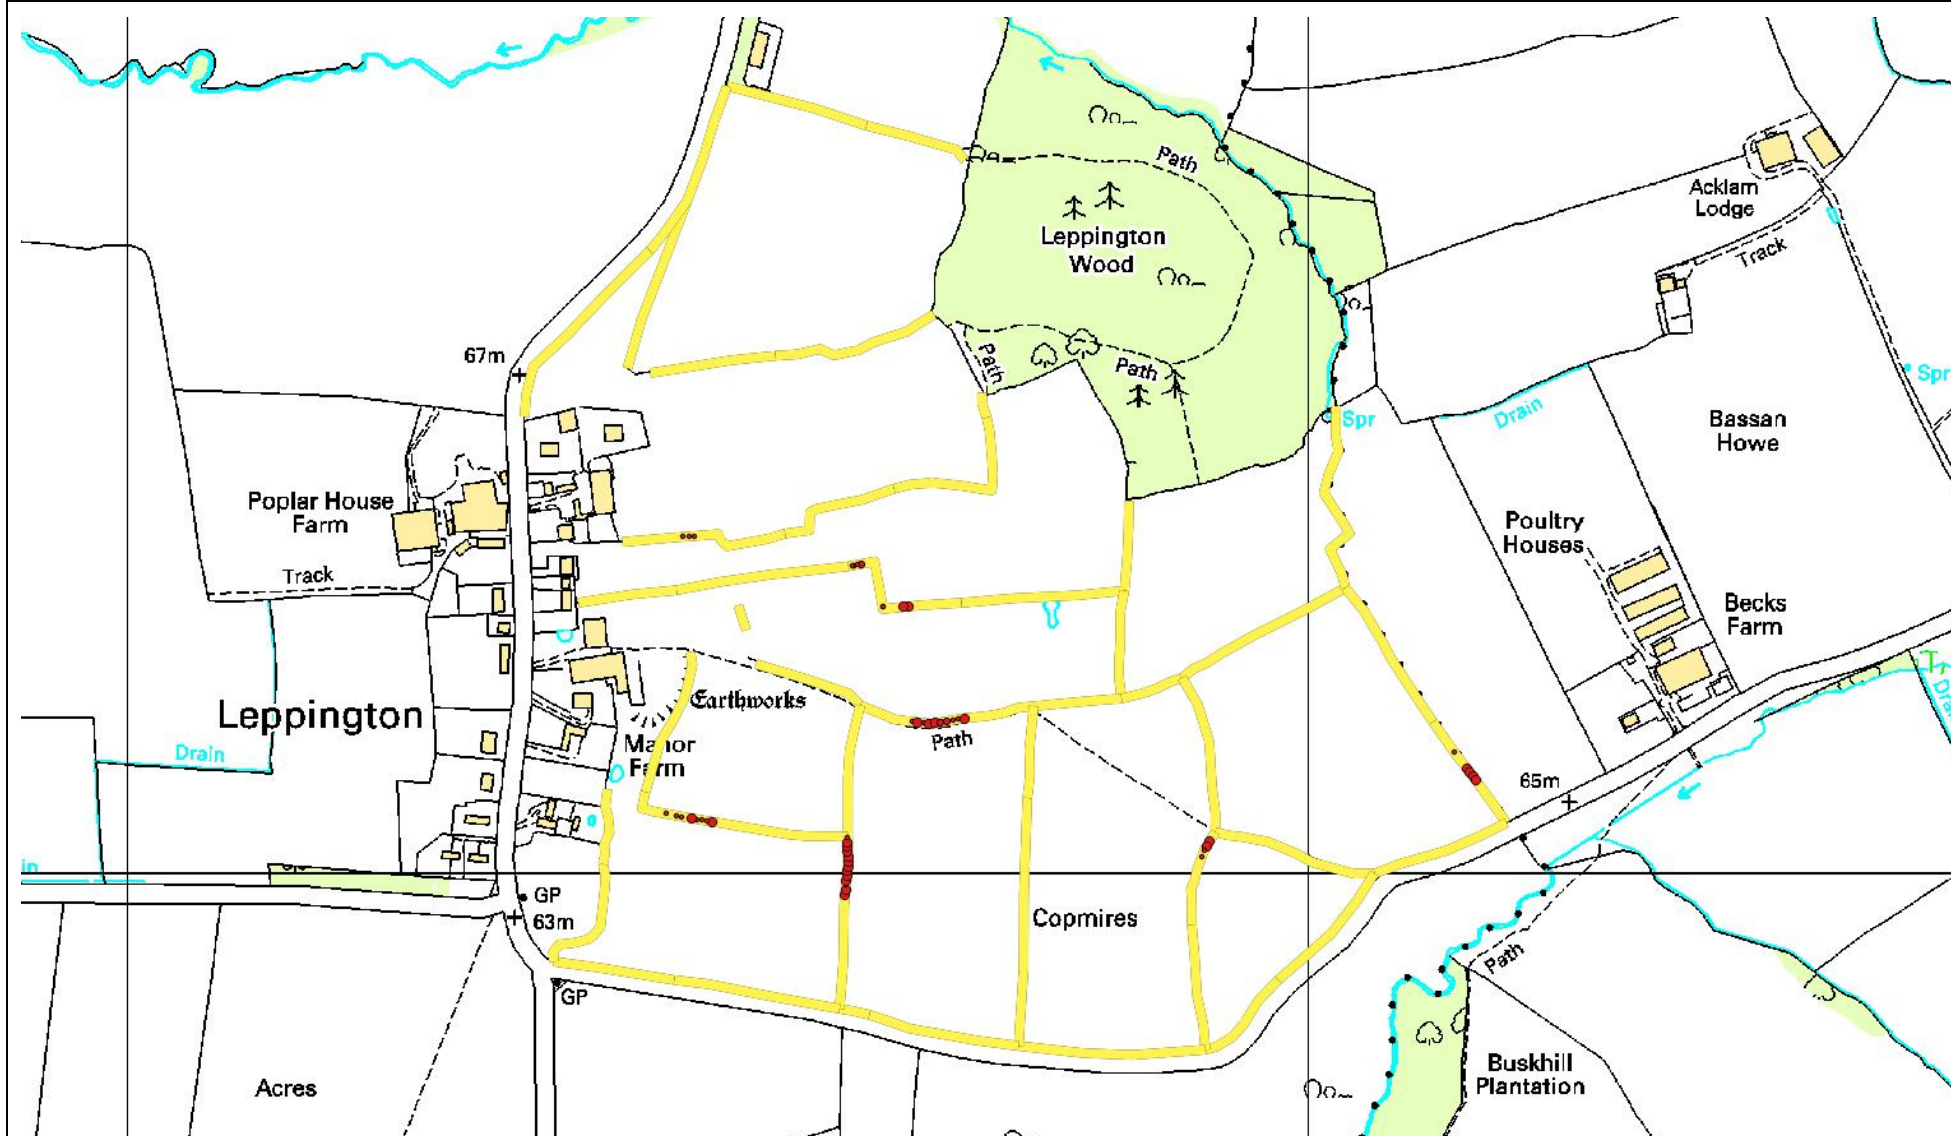 Path
Acklam
Lodge
Leppington
Wood
Track
67m
Path
Path
Spr
Spr
Drain
Bassan
Howe
Poplar House
Farm
Poultry
Houses
Track
Becks
Farm
Earthworks
Leppington
Manor
Farm
Path
Drain
65m
in
GP
63m
Copmires
Path
GP
Acres
Buskhill
Plantation